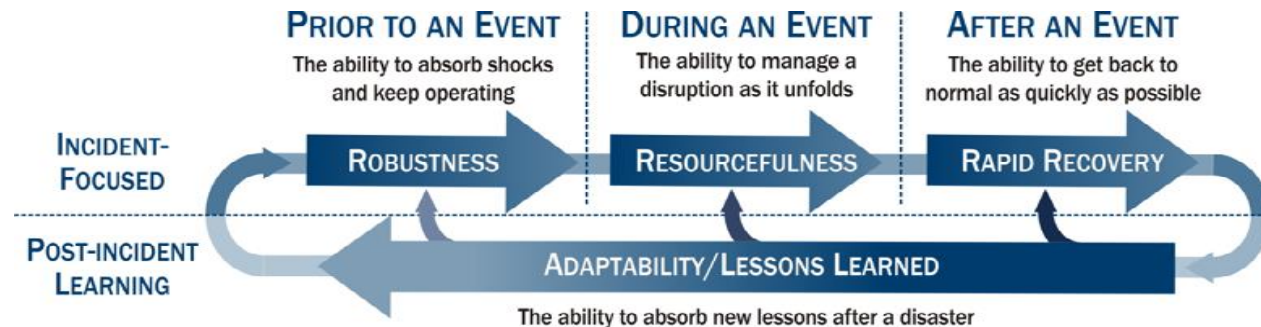 PRIOR TO AN EVENT
The ability to absorb shocks
and keep operating
DURING AN EVENT
The ability to manage a
disruption as it unfolds
AFTER AN EVENT
The ability to get back to
normal as quickly as possible
INCIDENT-
FOCUSED
ROBUSTNESS
RESOURCEFULNESS
RAPID RECOVERY
POST-INCIDENT
LEARNING
ADAPTABILITY/LESSONS LEARNED
The ability to absorb new lessons after a disaster